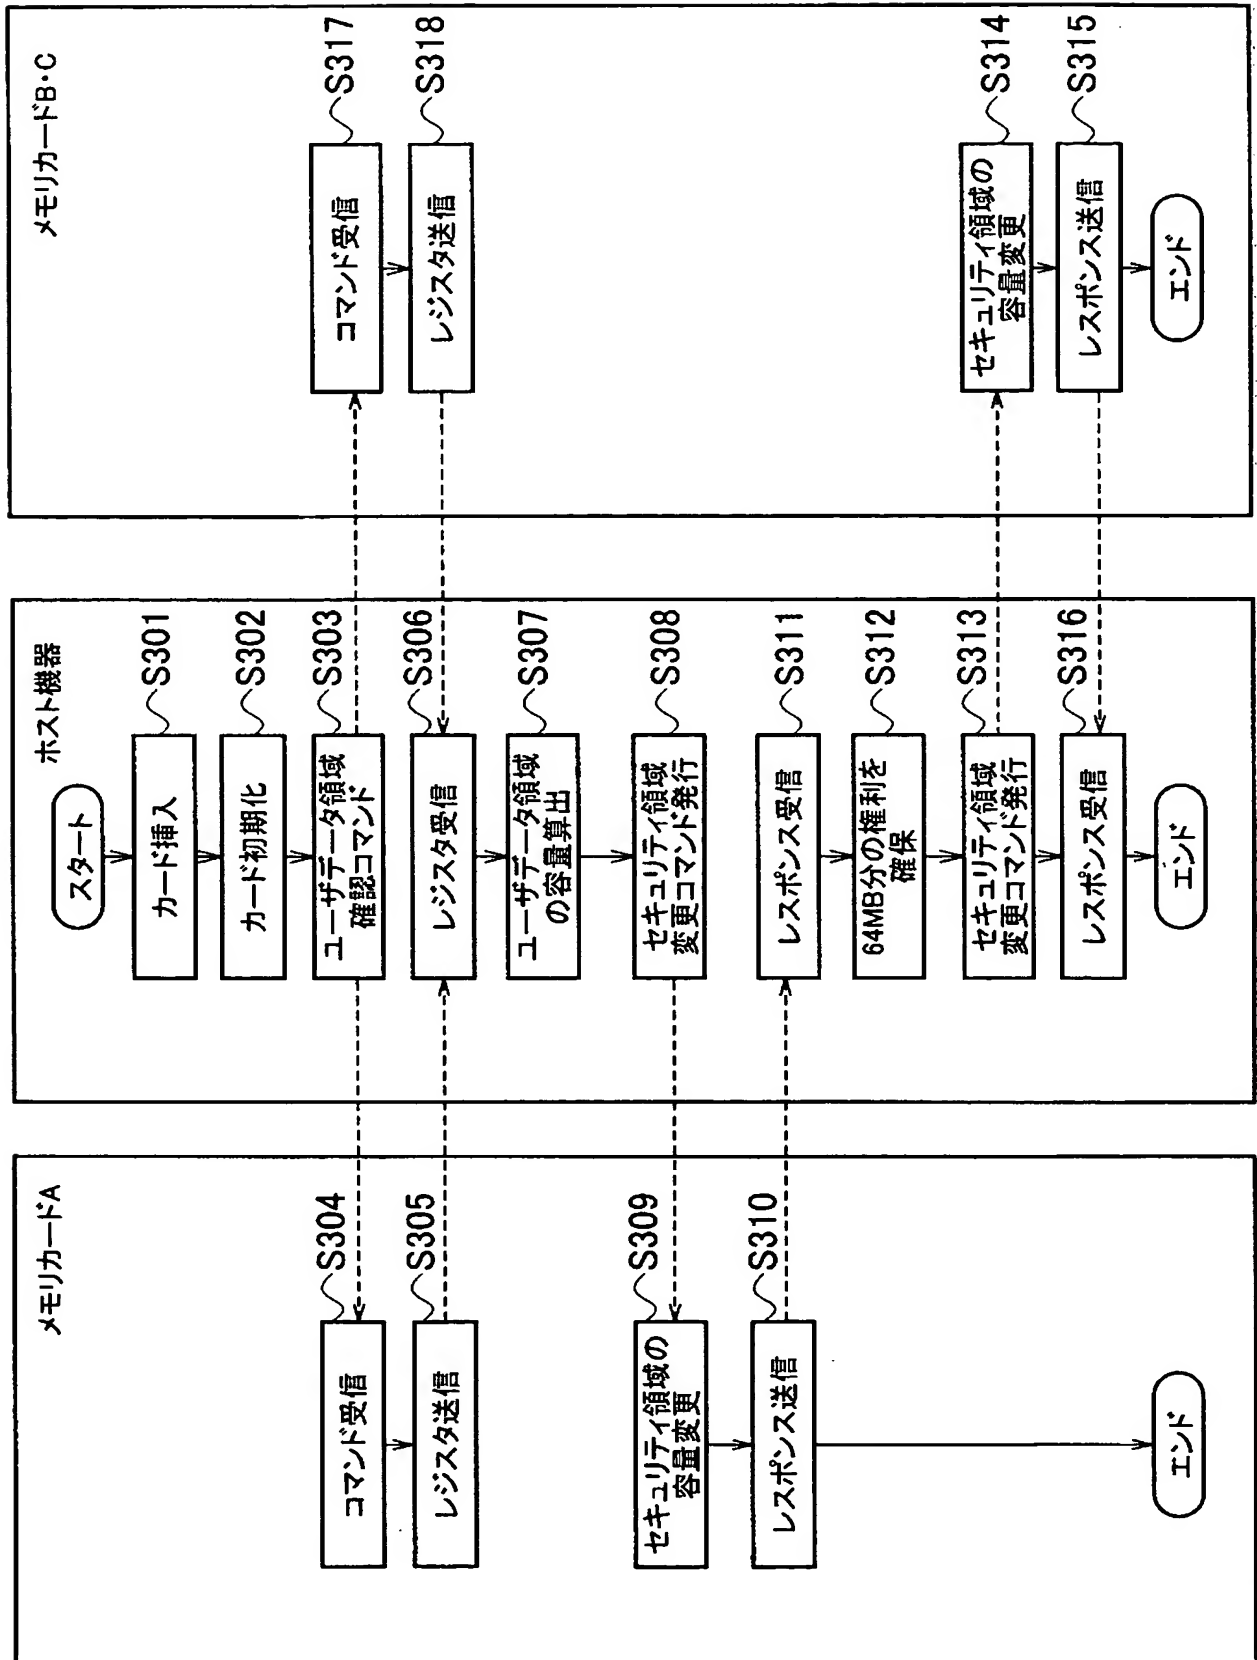 メモリカードA
コマンド受信
S304
レジスタ送信
S305
セキュリティ領域の
容量変更
S309
レスポンス送信
S310
エンド
ホスト機器
スタート
カード挿入
S301
カード初期化
S302
ユーザデータ領域
確認コマンド
S303
レジスタ受信
S306
ユーザデータ領域
の容量算出
S307
セキュリティ領域
変更コマンド発行
S308
レスポンス受信
S311
64MB分の権利を
確保
S312
セキュリティ領域
変更コマンド発行
S313
レスポンス受信
S316
エンド
メモリカードB・C
コマンド受信
S317
レジスタ送信
S318
セキュリティ領域の
容量変更
S314
レスポンス送信
S315
エンド